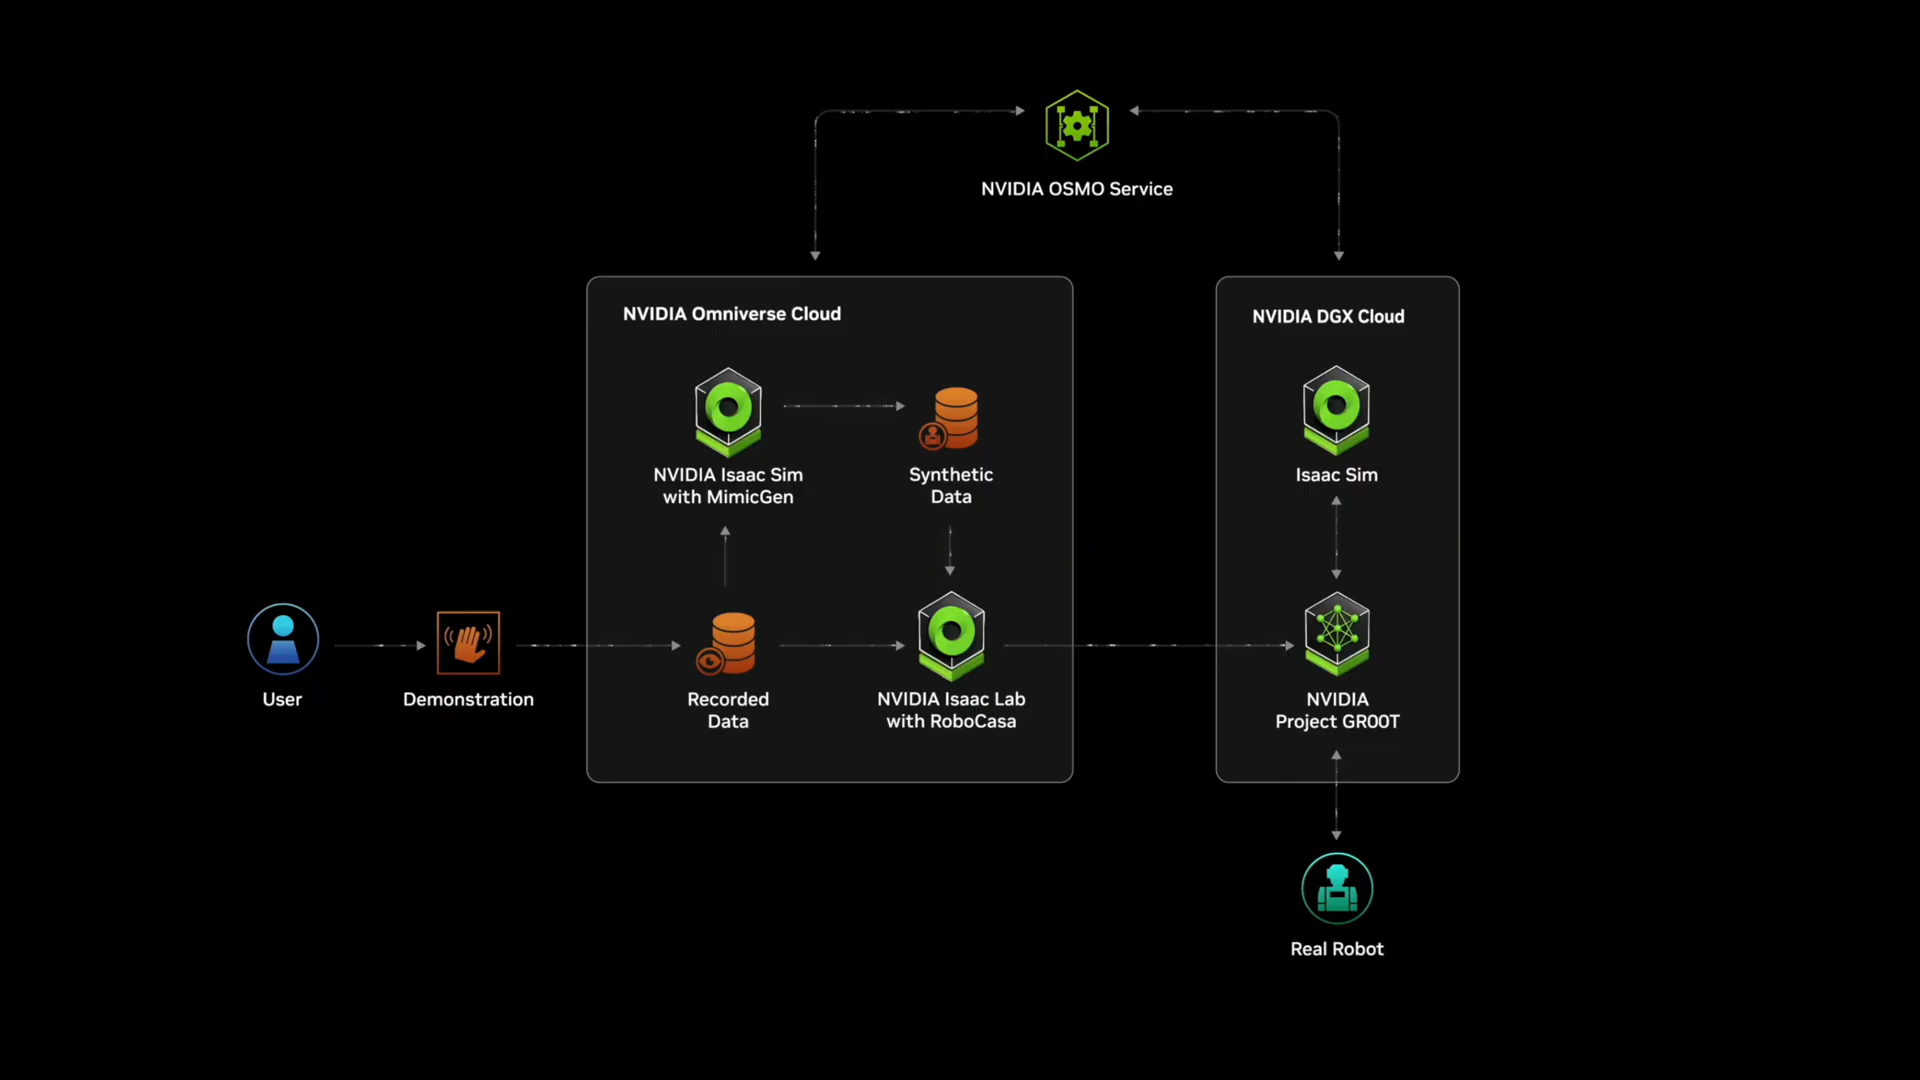 NVIDIA OSMO Service
NVIDIA Omniverse Cloud
NVIDIA Isaac Sim
with MimicGen
Synthetic
Data
User
Demonstration
Recorded
Data
NVIDIA Isaac Lab
with RoboCasa
NVIDIA DGX Cloud
Isaac Sim
NVIDIA
Project GR00T
Real Robot